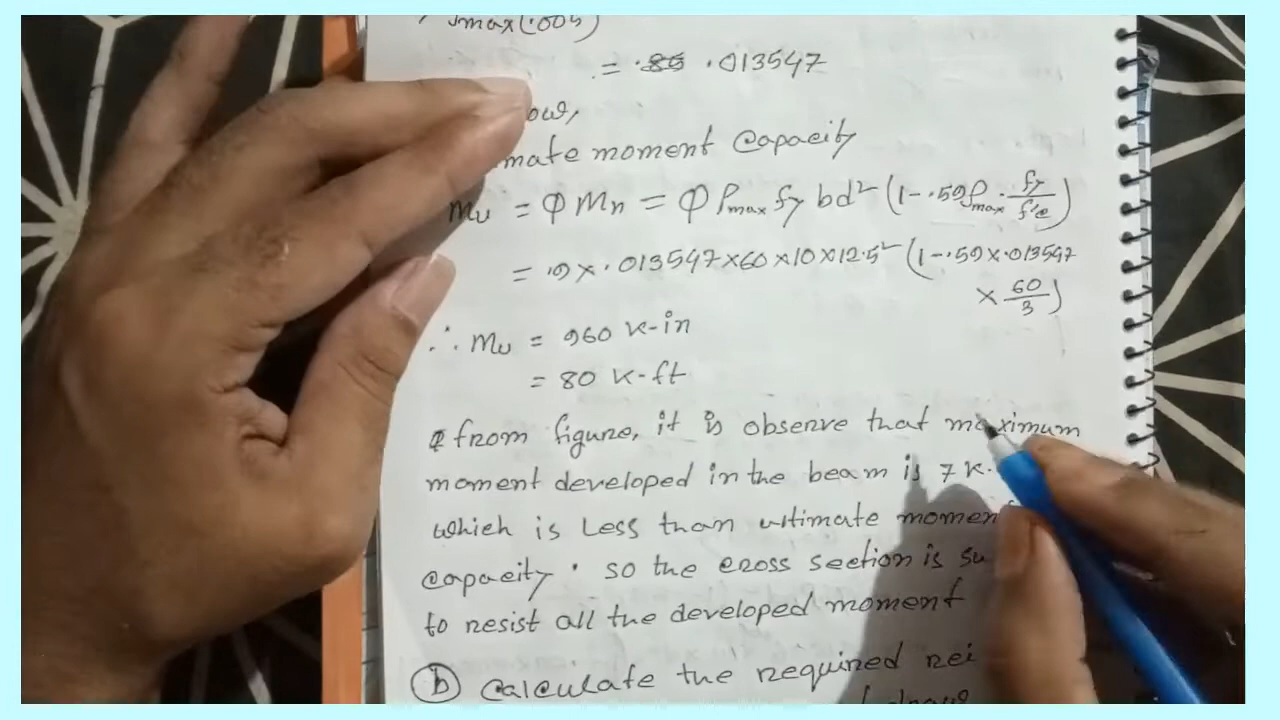 max(.005)
= .013547
mate moment capacity
Mu = φ Mn = φ ρmax fy bd² (1-.59ρmax · fy/f'c)
= .9×.013547×60×10×12.5² (1-.59×.013547
× 60/3)
∴ Mu = 960 K-in
= 80 K-ft
from figure, it is observe that maximum
moment developed in the beam is 7 K.
which is less than ultimate momen
capacity. so the cross section is su
to resist all the developed moment
(b) calculate the required rei